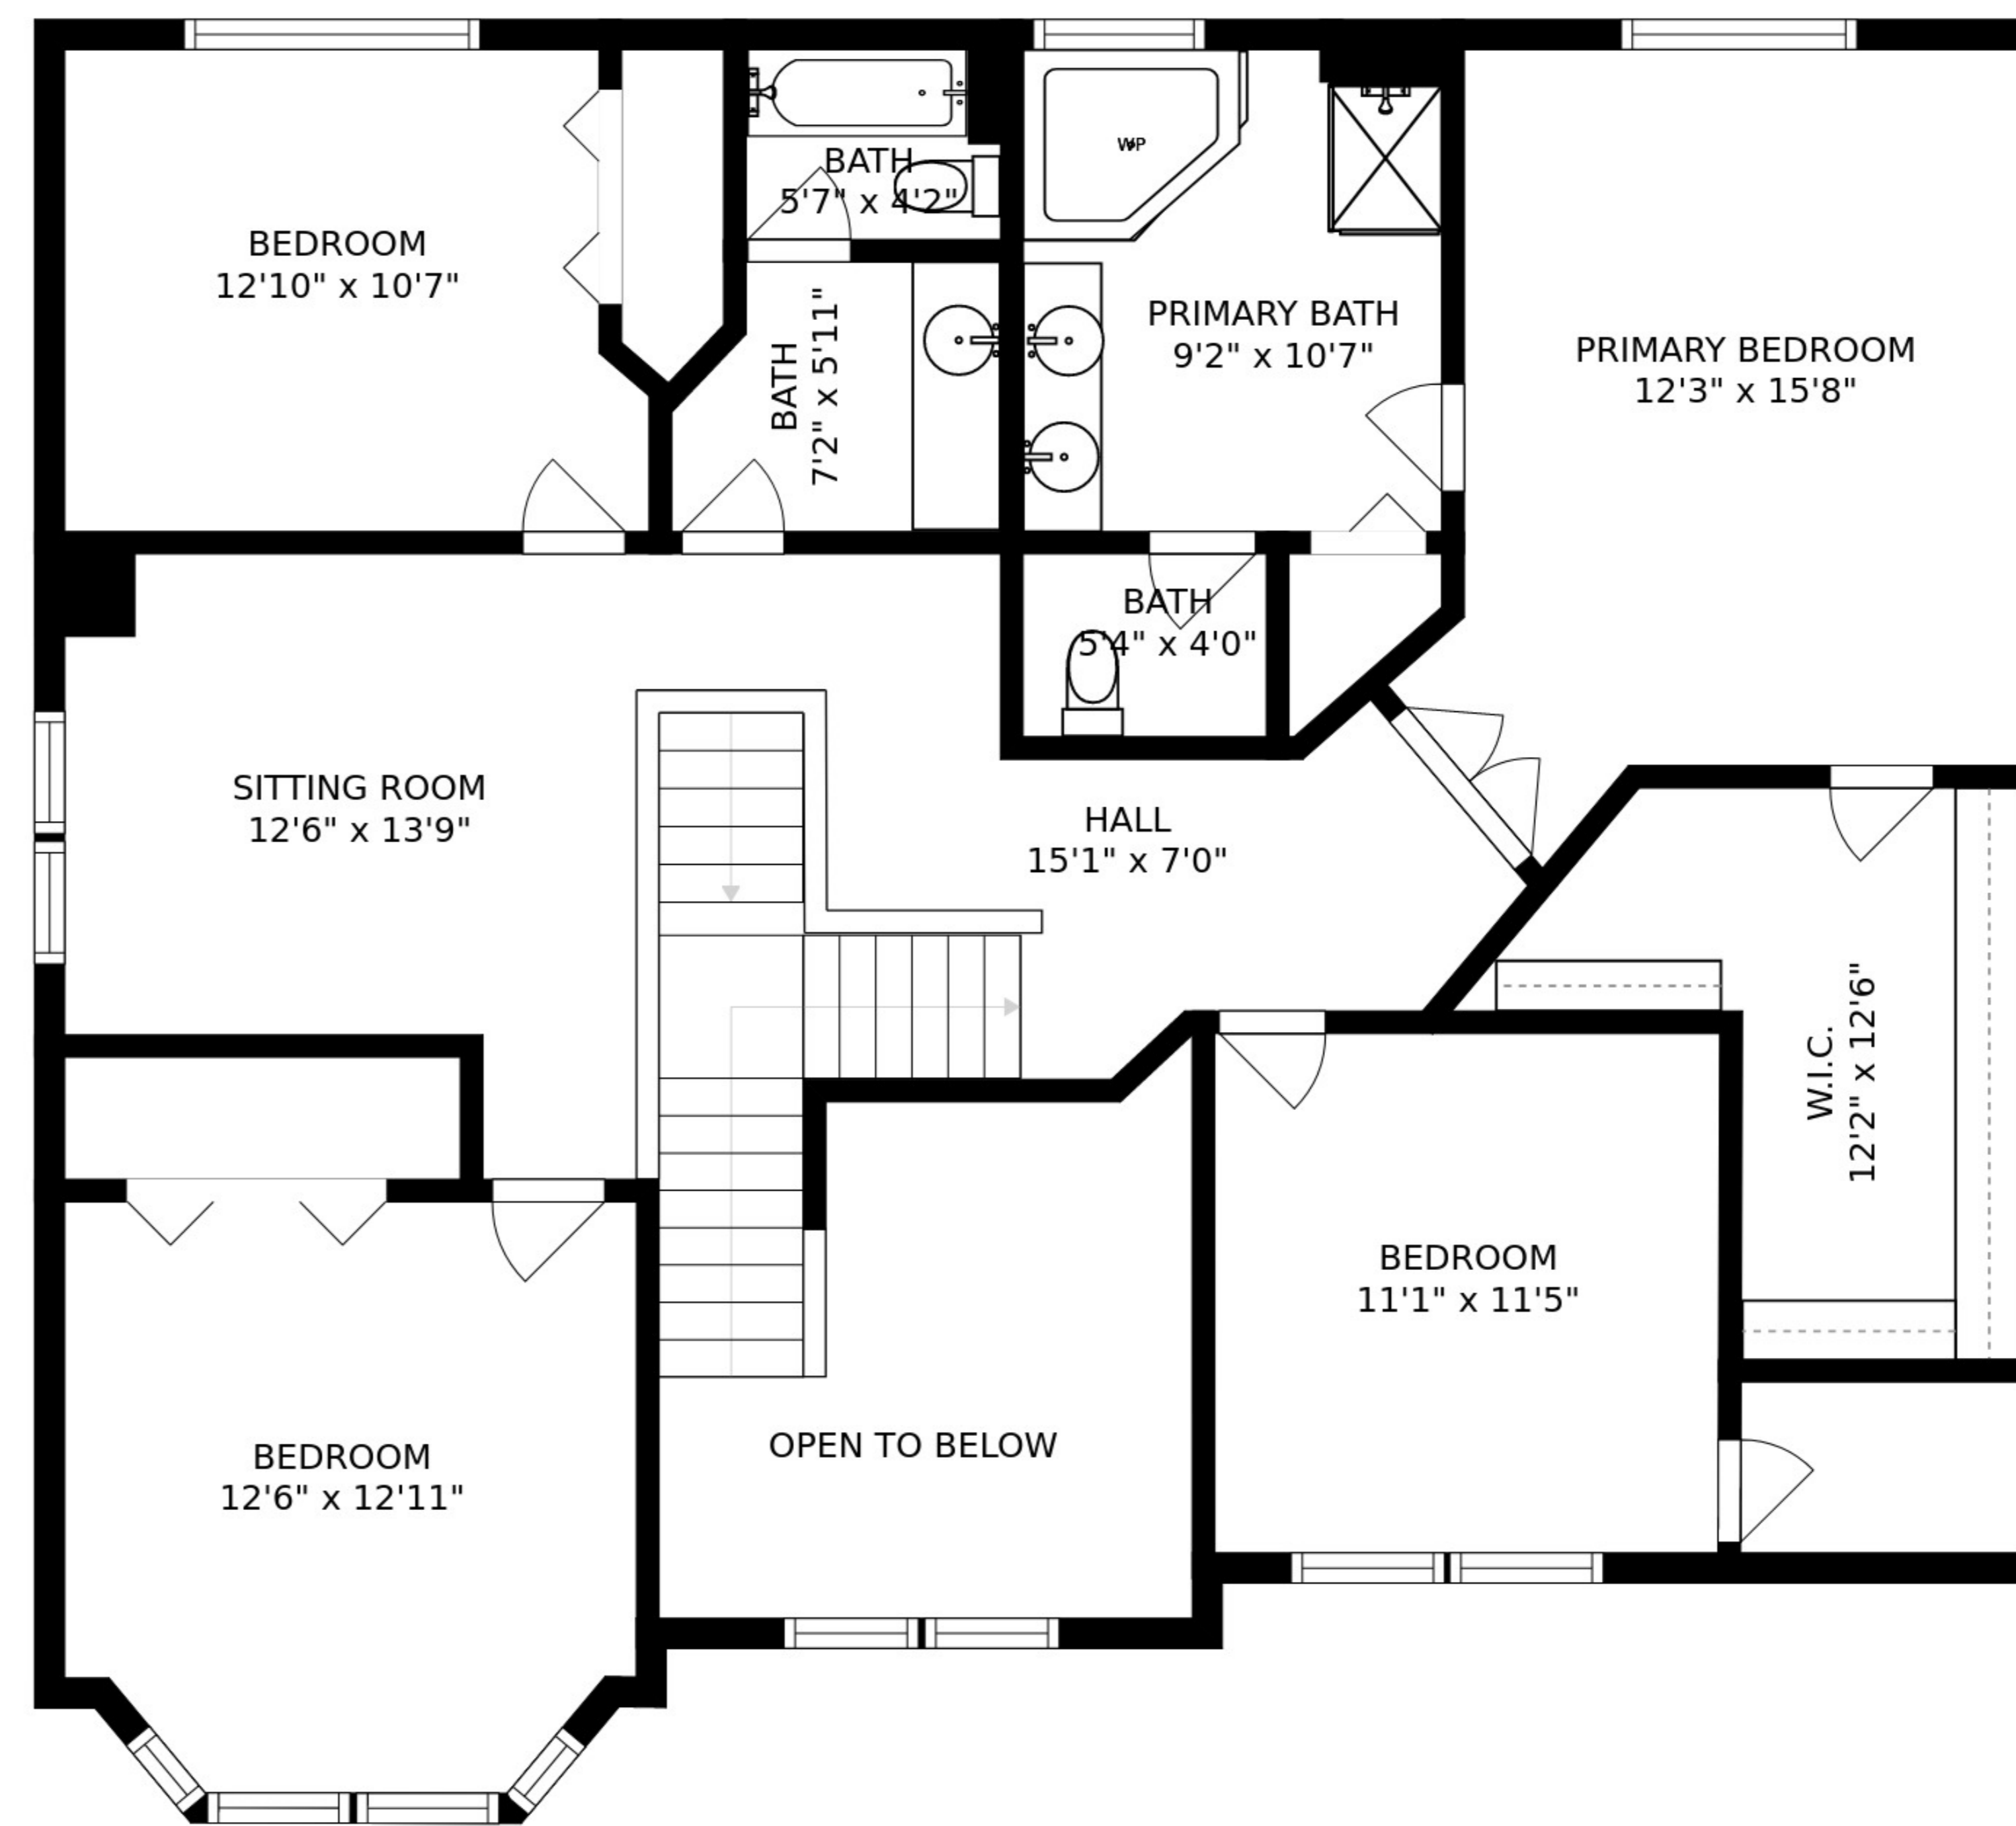 BATH
5'7" x 4'2"
WP
BEDROOM
12'10" x 10'7"
BATH
7'2" x 5'11"
PRIMARY BATH
9'2" x 10'7"
PRIMARY BEDROOM
12'3" x 15'8"
BATH
5'4" x 4'0"
SITTING ROOM
12'6" x 13'9"
HALL
15'1" x 7'0"
W.I.C.
12'2" x 12'6"
BEDROOM
11'1" x 11'5"
OPEN TO BELOW
BEDROOM
12'6" x 12'11"